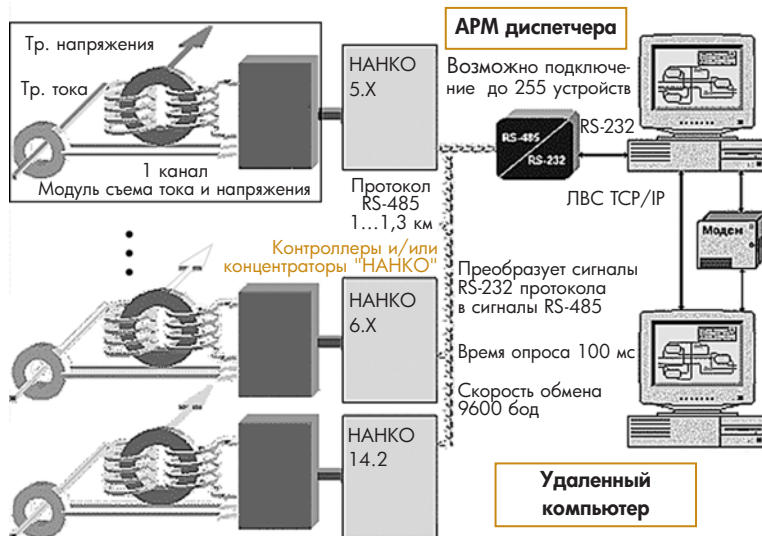 Тр. напряжения
Тр. тока
1 канал
Модуль съема тока и напряжения
НАНКО
5.X
АРМ диспетчера
Возможно подключе-
ние до 255 устройств
RS-485
RS-232
RS-232
ЛВС TCP/IP
Модем
Протокол
RS-485
1...1,3 км
Контроллеры и/или
концентраторы "НАНКО"
НАНКО
6.X
Преобразует сигналы
RS-232 протокола
в сигналы RS-485
Время опроса 100 мс
Скорость обмена
9600 бод
НАНКО
14.2
Удаленный
компьютер